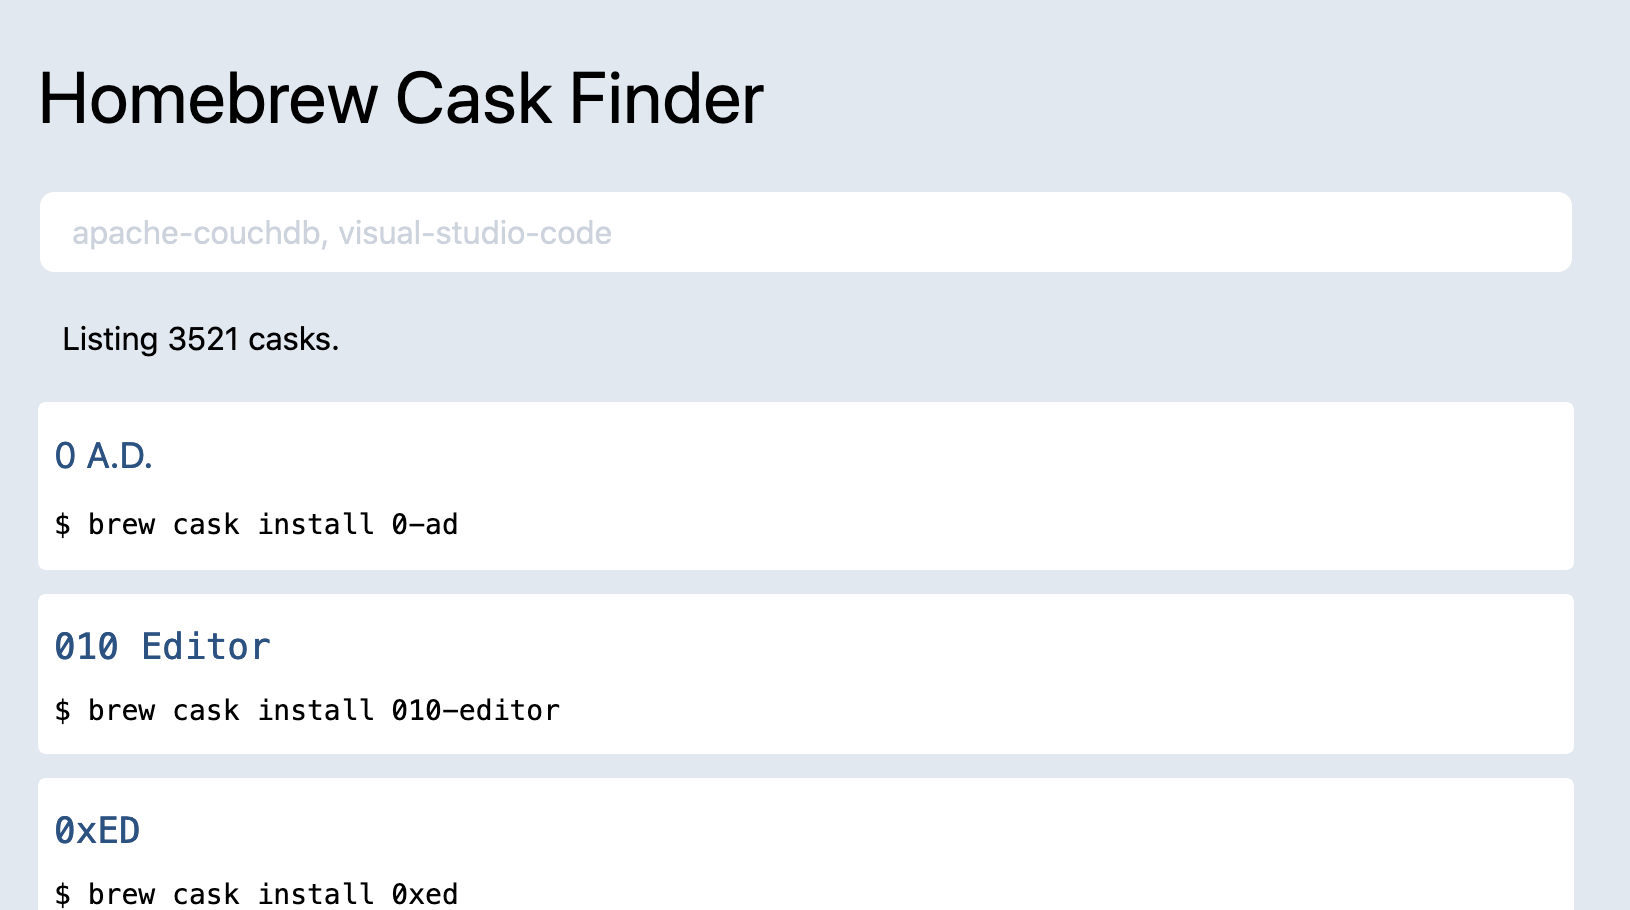 Homebrew Cask Finder
apache-couchdb, visual-studio-code
Listing 3521 casks.
0 A.D.
$ brew cask install 0-ad
010 Editor
$ brew cask install 010-editor
0xED
$ brew cask install 0xed